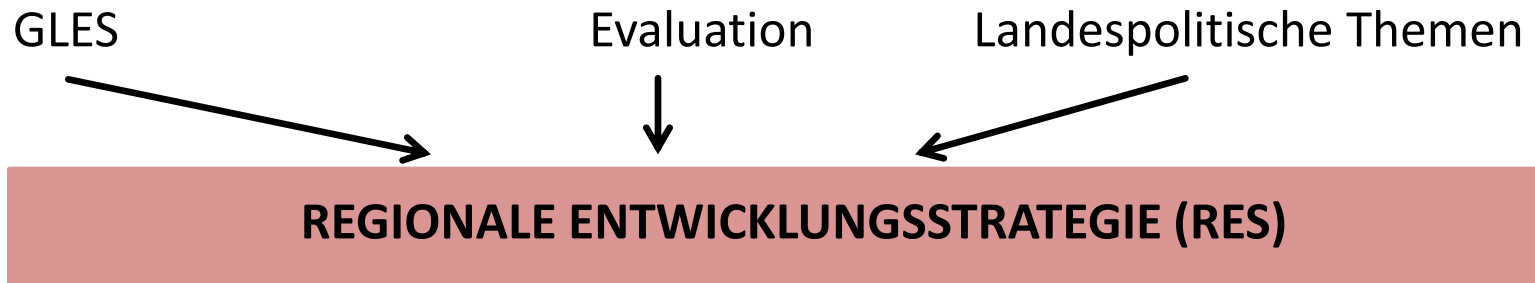 GLES Evaluation Landespolitische Themen
REGIONALE ENTWICKLUNGSSTRATEGIE (RES)